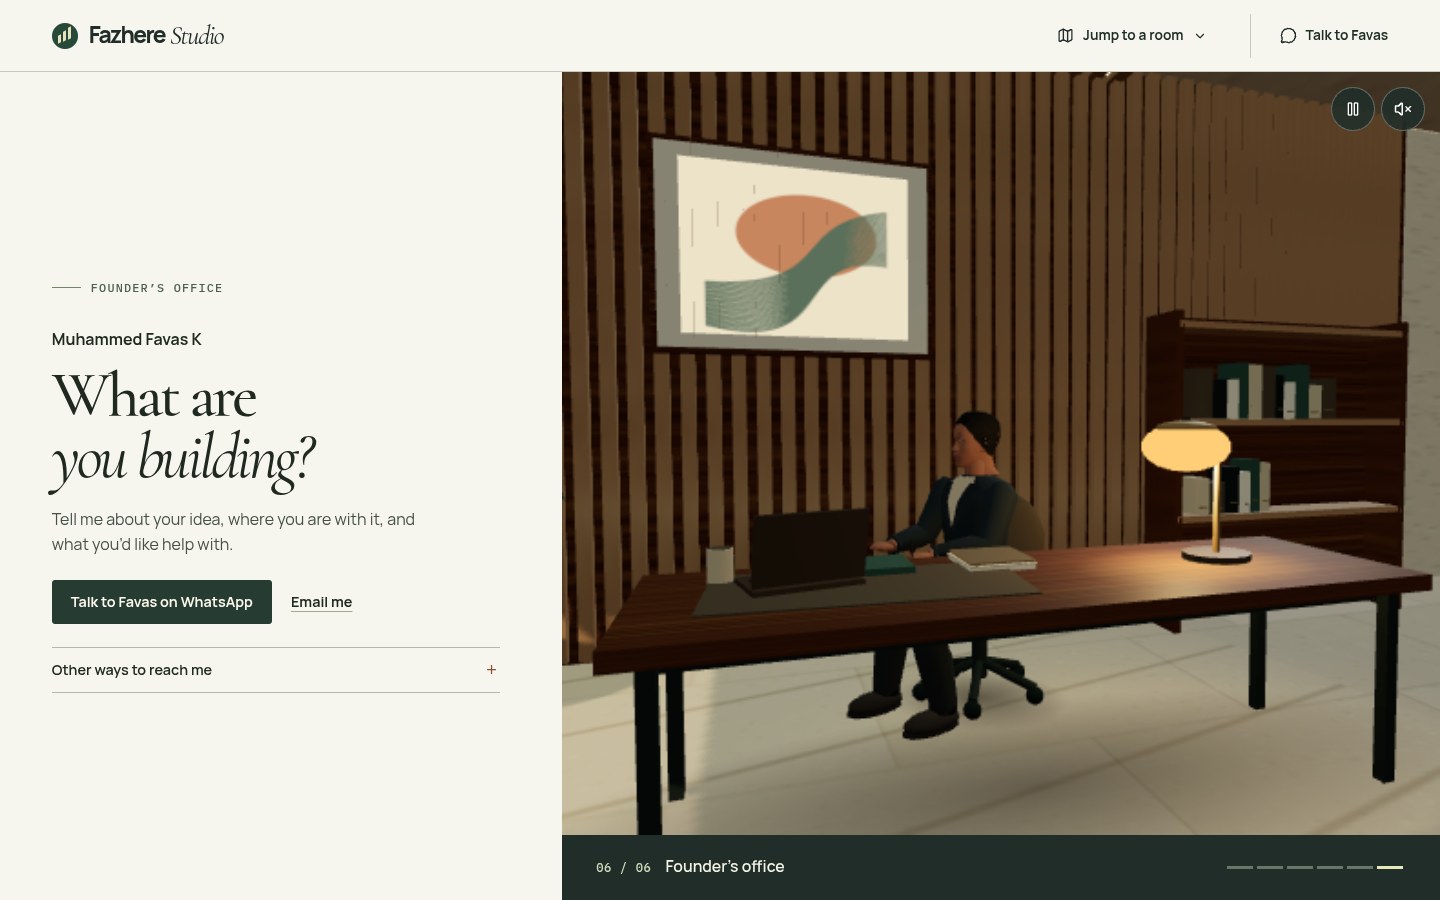 Fazhere Studio
Jump to a room
Talk to Favas
FOUNDER’S OFFICE
Muhammed Favas K
What are
you building?
Tell me about your idea, where you are with it, and
what you’d like help with.
Talk to Favas on WhatsApp
Email me
Other ways to reach me
+
06 / 06 Founder’s office